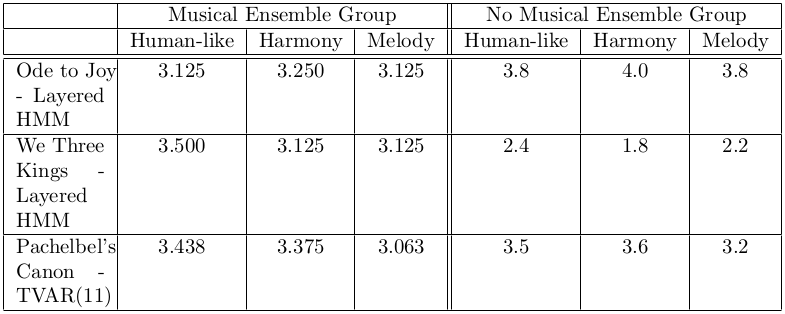 Musical Ensemble Group No Musical Ensemble Group
Human-like Harmony Melody Human-like Harmony Melody
Ode to Joy 3.125 3.250 3.125 3.8 4.0 3.8
- Layered
HMM
We Three 3.500 3.125 3.125 2.4 1.8 2.2
Kings -
Layered
HMM
Pachelbel's 3.438 3.375 3.063 3.5 3.6 3.2
Canon -
TVAR(11)